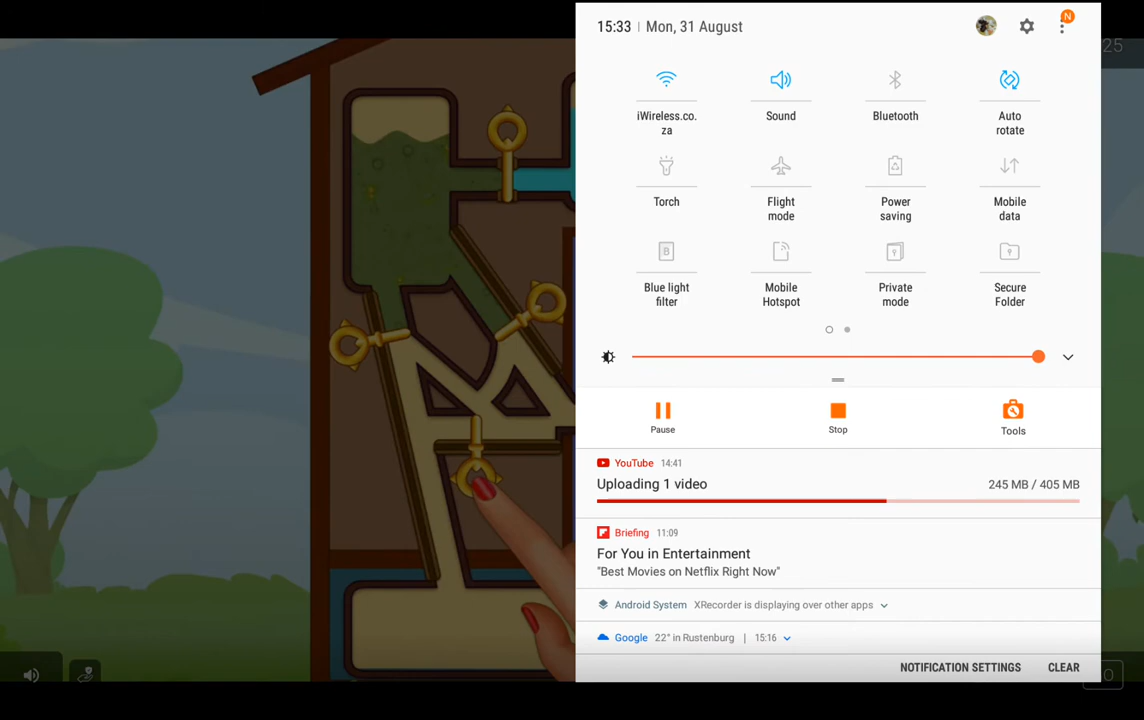 15:33 | Mon, 31 August
N
25
iWireless.co.
za
Sound
Bluetooth
Auto
rotate
Torch
Flight
mode
Power
saving
Mobile
data
B
Blue light
filter
Mobile
Hotspot
Private
mode
Secure
Folder
Pause
Stop
Tools
YouTube 14:41
Uploading 1 video 245 MB / 405 MB
Briefing 11:09
For You in Entertainment
"Best Movies on Netflix Right Now"
Android System XRecorder is displaying over other apps
Google 22° in Rustenburg | 15:16
NOTIFICATION SETTINGS CLEAR